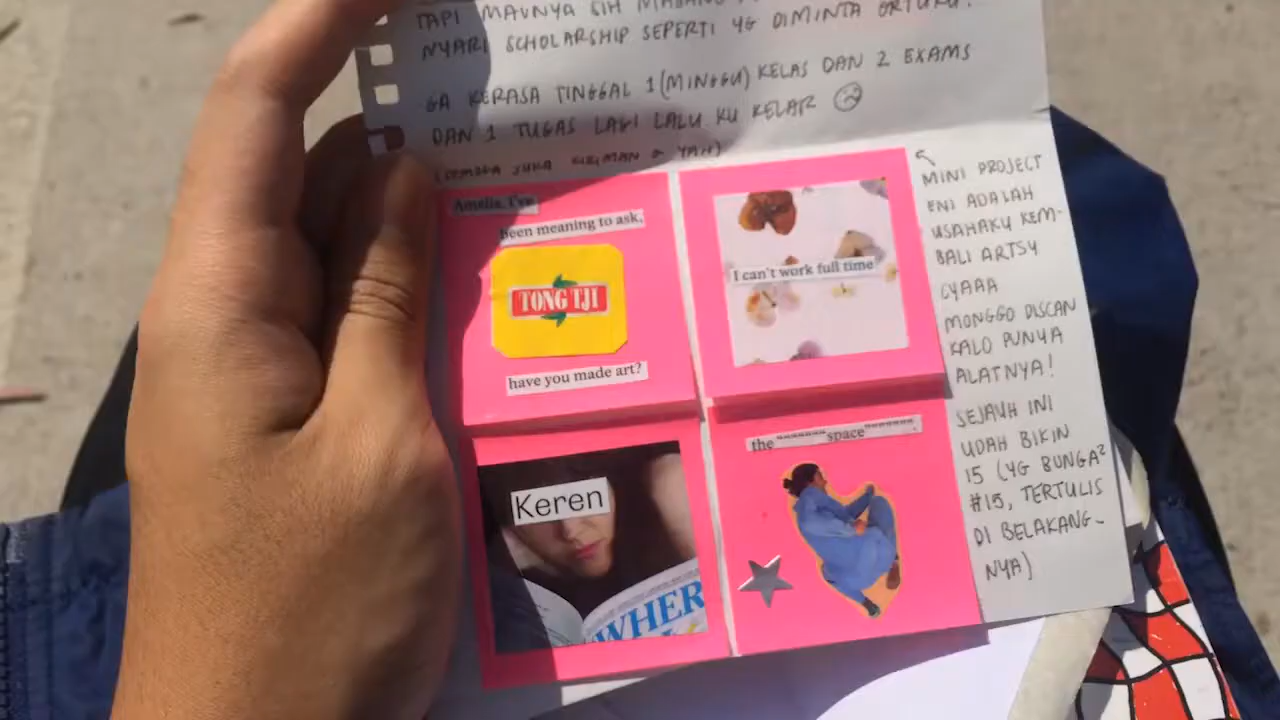 TAPI MAUNYA SIH
NYARI SCHOLARSHIP SEPERTI YG DIMINTA ORTUKU!
GA KERASA TINGGAL 1 (MINGGU) KELAS DAN 2 EXAMS
DAN 1 TUGAS LAGI LALU KU KELAR ☹
Amelia, I've
been meaning to ask,
TONG TJI
have you made art?
I can't work full time
Keren
WHER
the """""""space"""""""
MINI PROJECT
ENI ADALAH
USAHAKU KEM-
BALI ARTSY
GYAAA
MONGGO DISCAN
KALO PUNYA
ALATNYA!
SEJAUH INI
UDAH BIKIN
15 (YG BUNGA²
#15, TERTULIS
DI BELAKANG-
NYA)